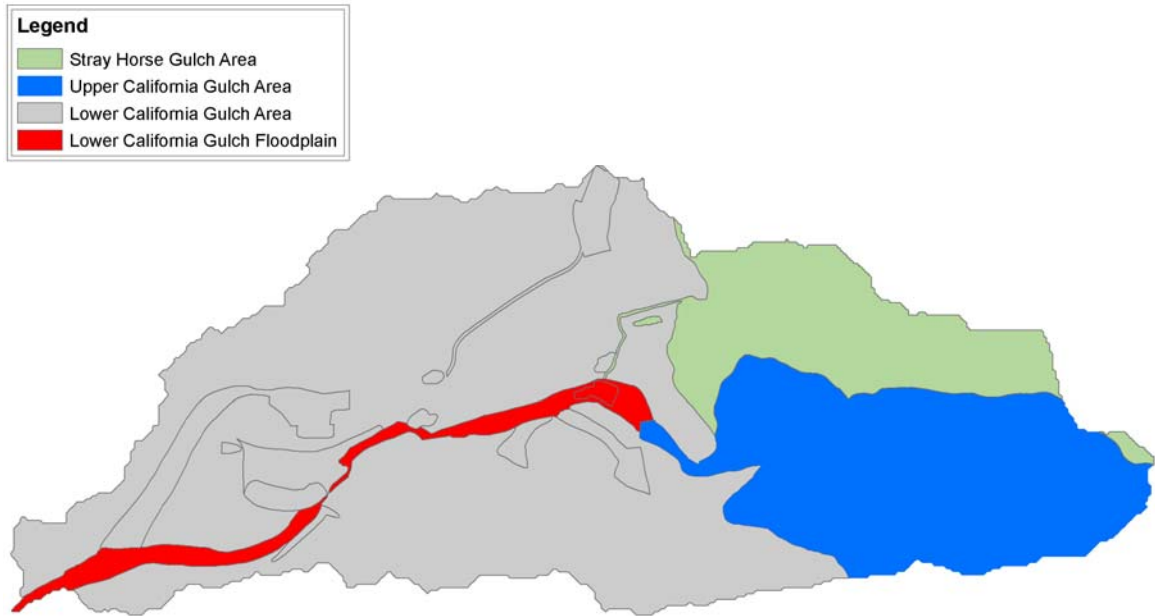 Legend
Stray Horse Gulch Area
Upper California Gulch Area
Lower California Gulch Area
Lower California Gulch Floodplain